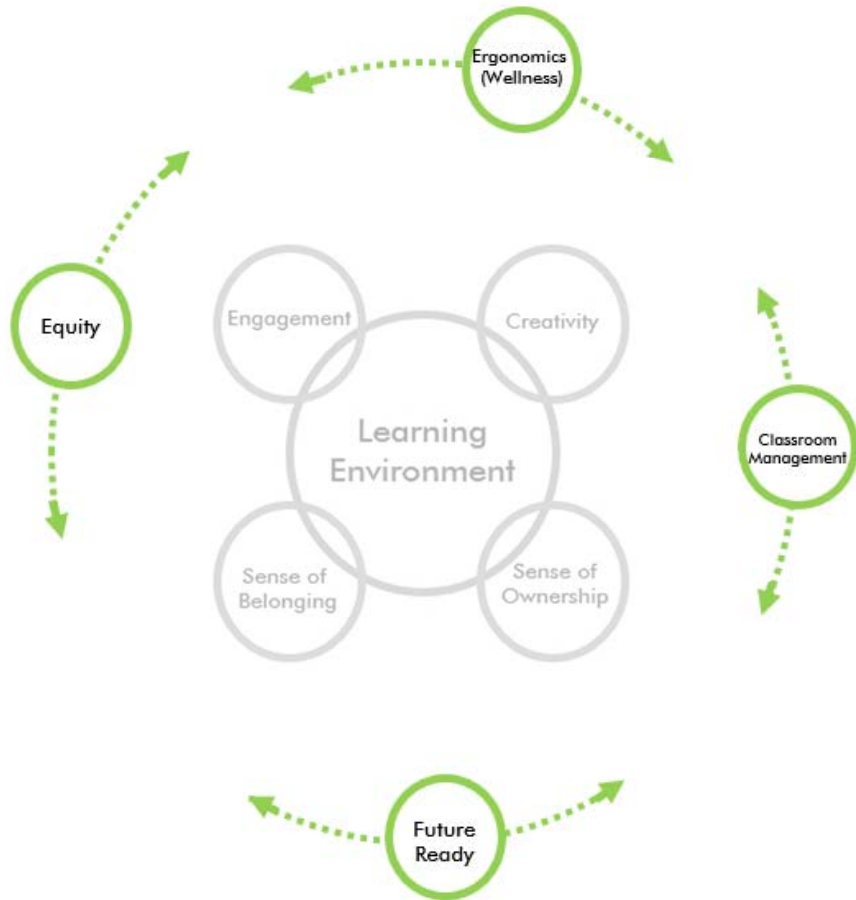 Ergonomics
(Wellness)
Equity
Engagement
Creativity
Learning
Environment
Classroom
Management
Sense of
Belonging
Sense of
Ownership
Future
Ready